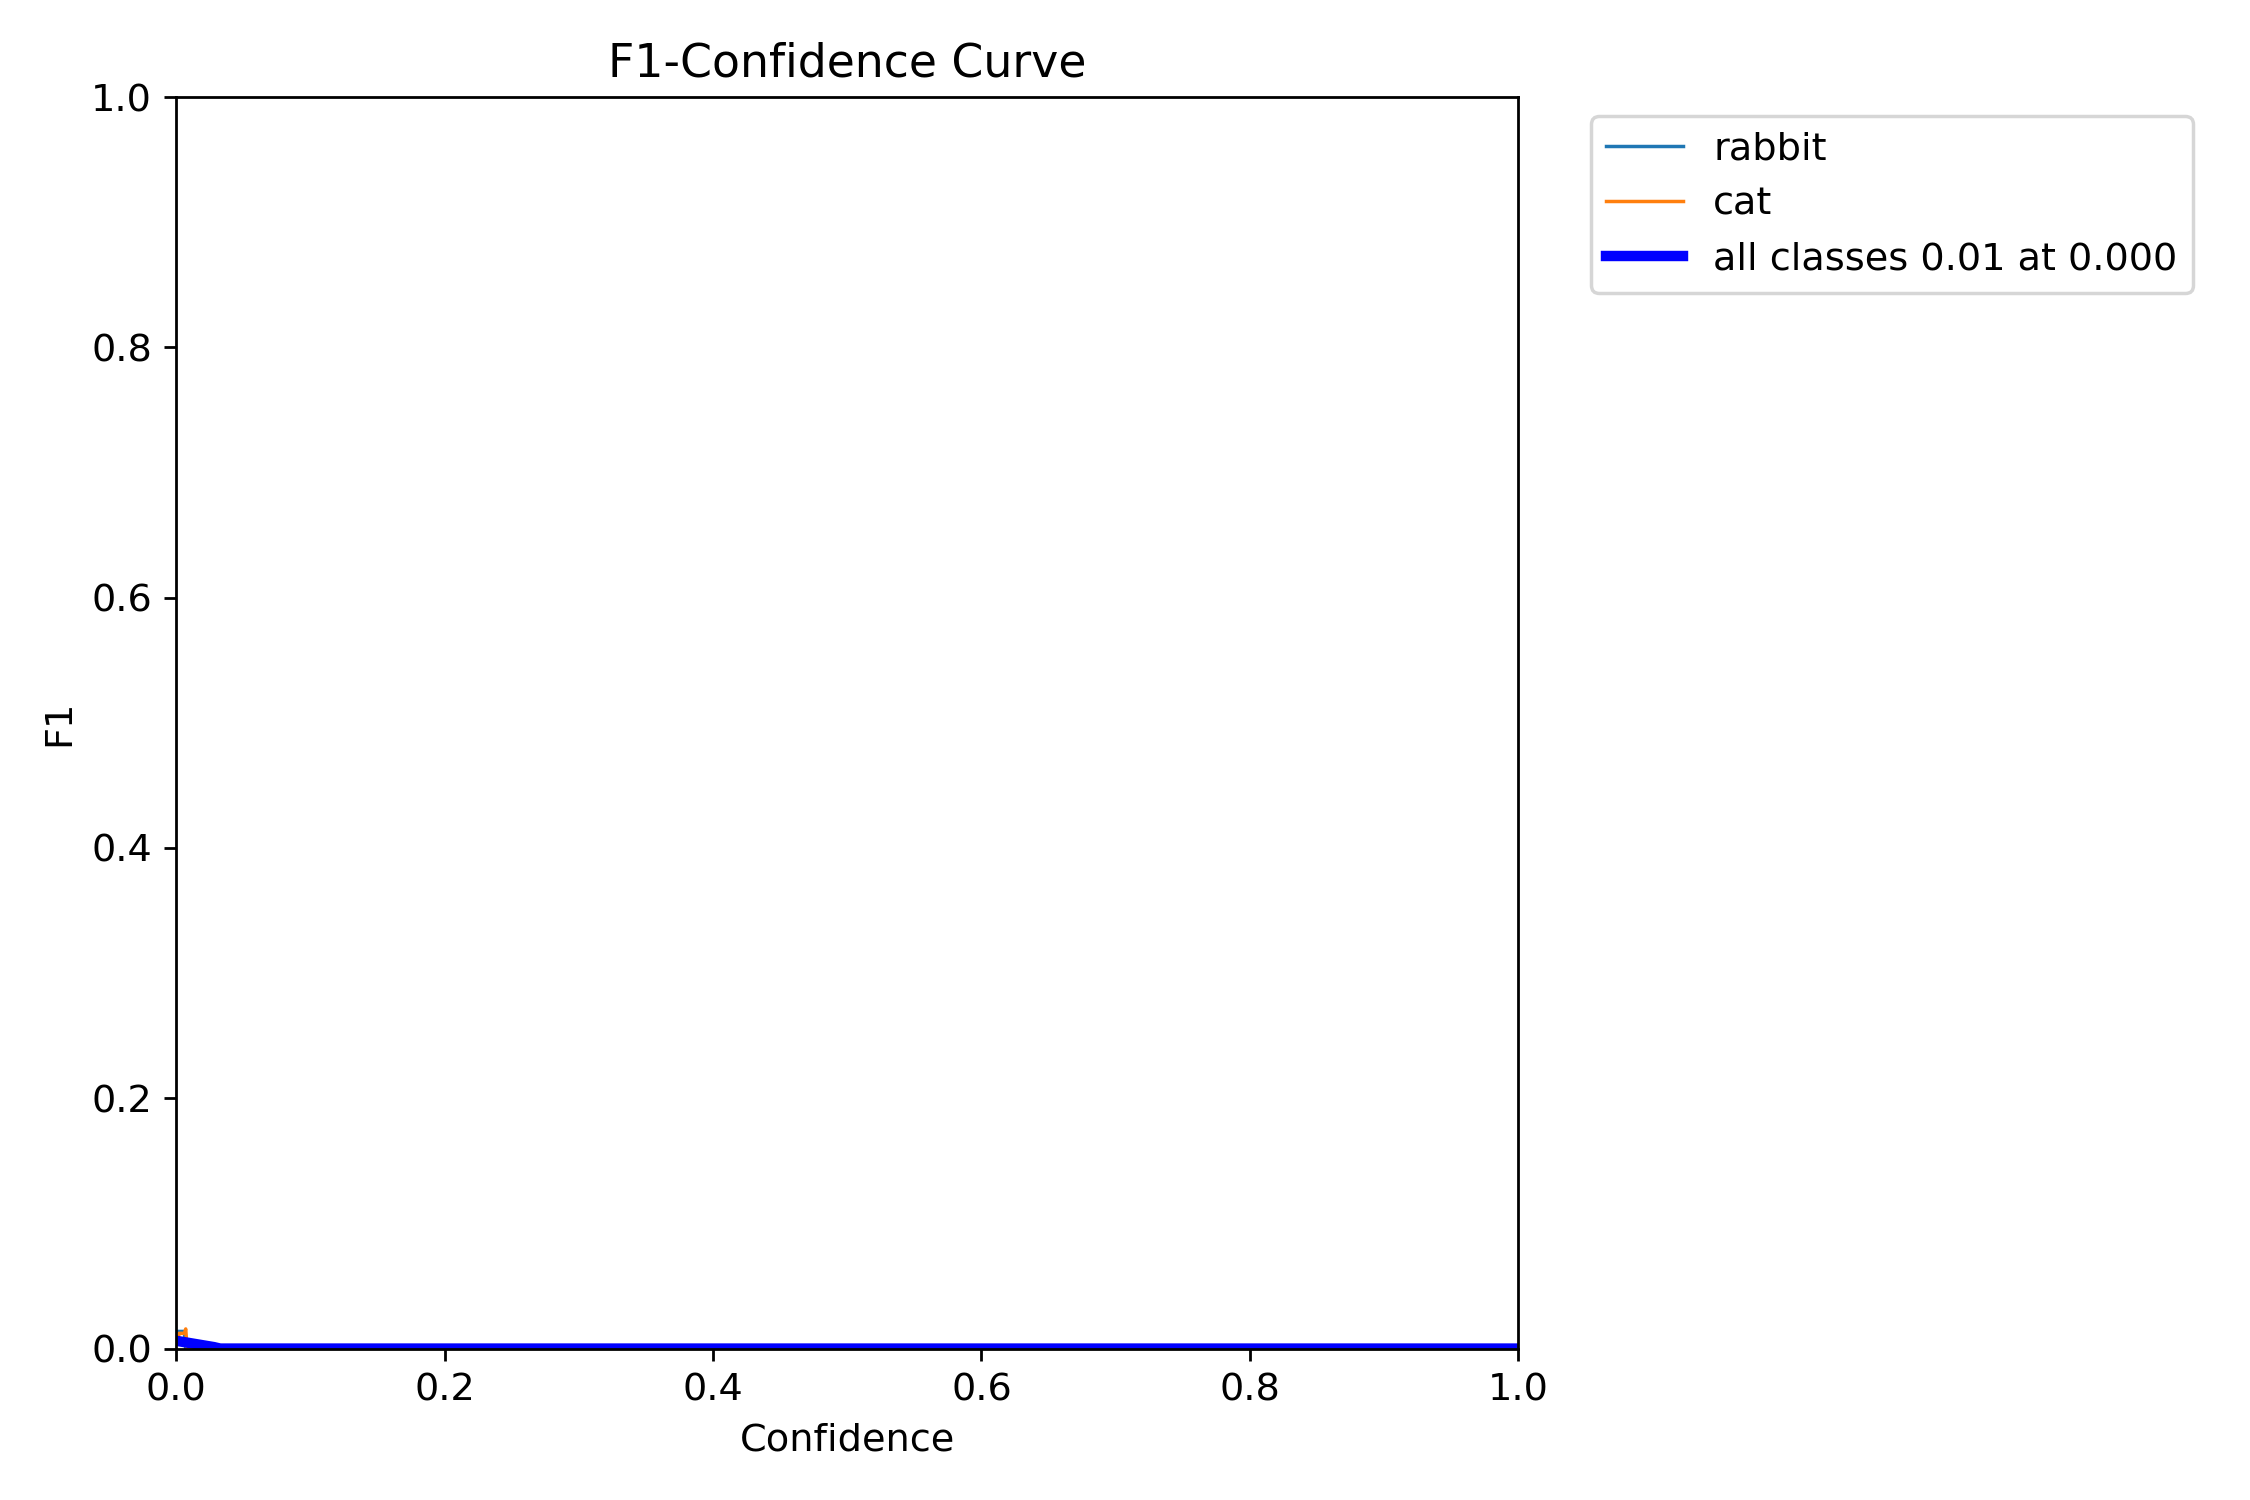 F1-Confidence Curve
1.0
0.8
0.6
0.4
0.2
0.0
F1
0.0 0.2 0.4 0.6 0.8 1.0
Confidence
rabbit
cat
all classes 0.01 at 0.000